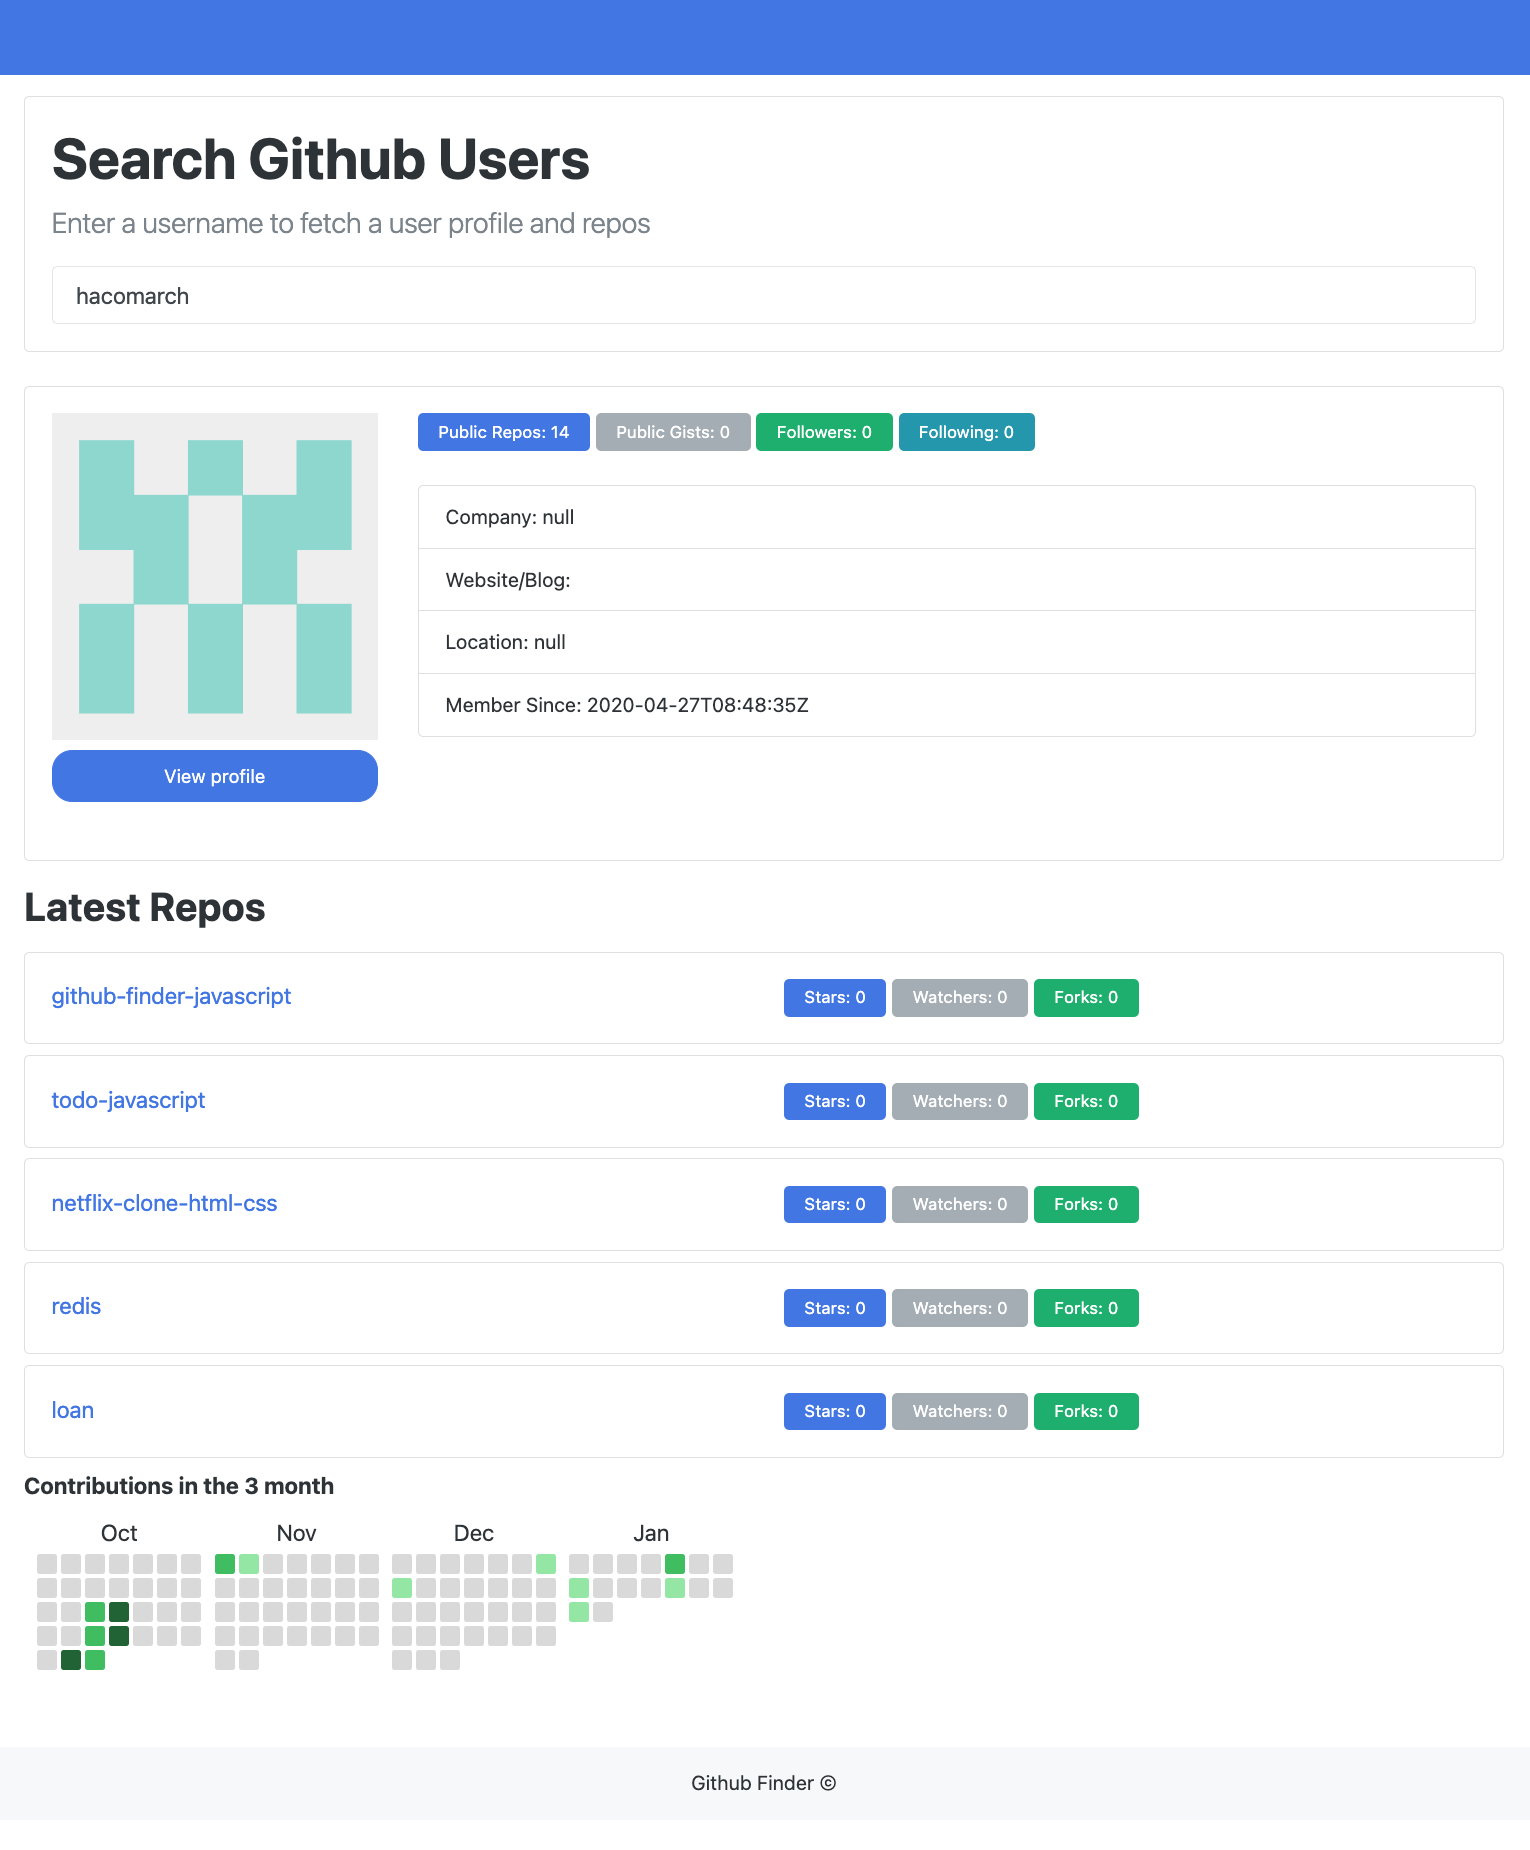 Search Github Users
Enter a username to fetch a user profile and repos
hacomarch
Public Repos: 14 Public Gists: 0 Followers: 0 Following: 0
Company: null
Website/Blog:
Location: null
Member Since: 2020-04-27T08:48:35Z
View profile
Latest Repos
github-finder-javascript Stars: 0 Watchers: 0 Forks: 0
todo-javascript Stars: 0 Watchers: 0 Forks: 0
netflix-clone-html-css Stars: 0 Watchers: 0 Forks: 0
redis Stars: 0 Watchers: 0 Forks: 0
loan Stars: 0 Watchers: 0 Forks: 0
Contributions in the 3 month
Oct Nov Dec Jan
Github Finder ©